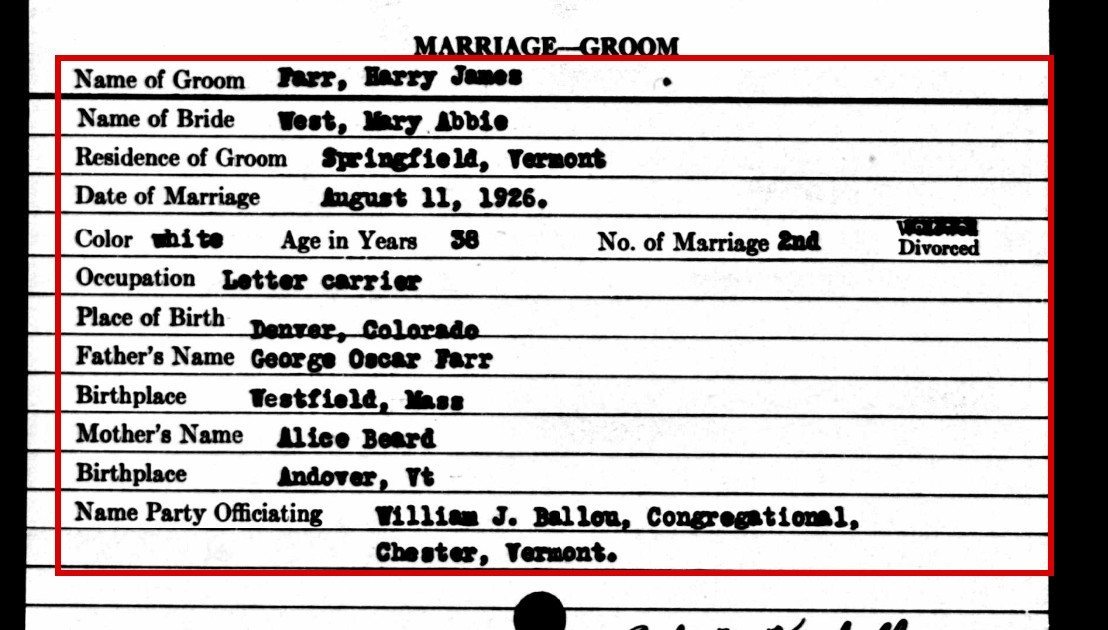 MARRIAGE—GROOM
Name of Groom Farr, Harry James
Name of Bride West, Mary Abbie
Residence of Groom Springfield, Vermont
Date of Marriage August 11, 1926.
Color white Age in Years 38 No. of Marriage 2nd Divorced
Occupation Letter carrier
Place of Birth Denver, Colorado
Father's Name George Oscar Farr
Birthplace Westfield, Mass
Mother's Name Alice Beard
Birthplace Andover, Vt
Name Party Officiating William J. Ballou, Congregational,
Chester, Vermont.